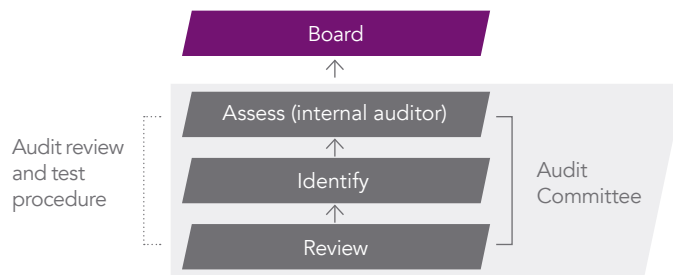 Board
Assess (internal auditor)
Audit review
and test
procedure
Identify
Audit
Committee
Review